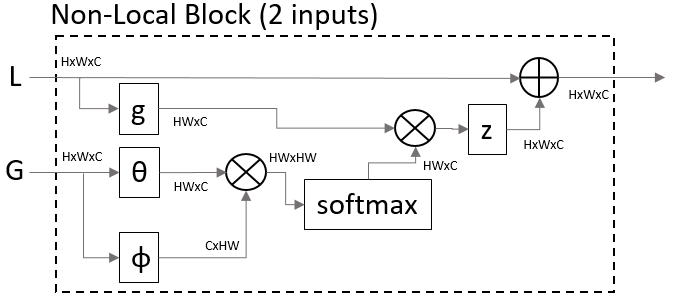 Non-Local Block (2 inputs)
L
HxWxC
g
HWxC
z
HxWxC
HxWxC
G
HxWxC
θ
HWxC
HWxHW
HWxC
softmax
ϕ
CxHW